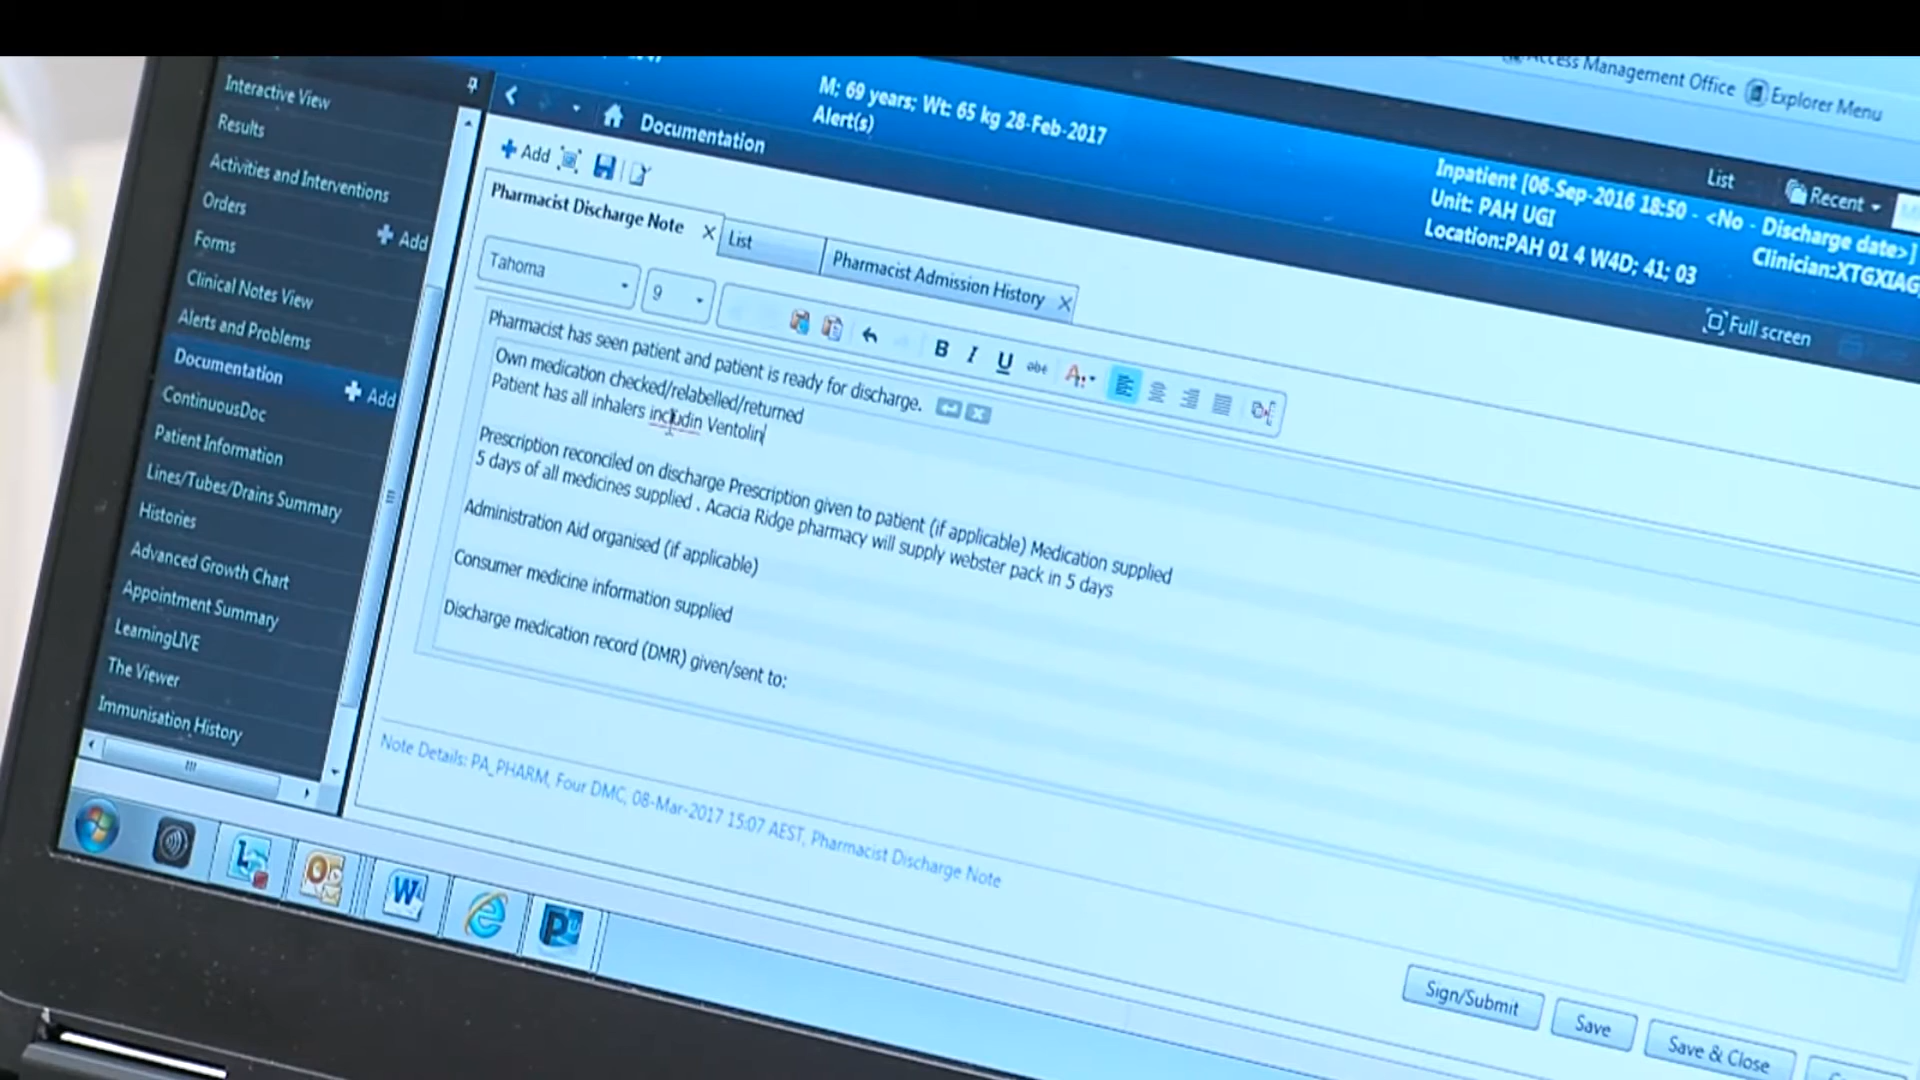 Access Management Office Explorer Menu
M: 69 years; Wt: 65 kg 28-Feb-2017
Alert(s)
Inpatient [06-Sep-2016 18:50 - <No - Discharge date>]
Unit: PAH UGI
Location:PAH 01 4 W4D; 41; 03
Clinician:XTGXIAG
Interactive View
Results
Activities and Interventions
Orders
Add
Forms
Clinical Notes View
Alerts and Problems
Documentation
Add
ContinuousDoc
Patient Information
Lines/Tubes/Drains Summary
Histories
Advanced Growth Chart
Appointment Summary
LearningLIVE
The Viewer
Immunisation History
Documentation
List
Recent
Full screen
Add
Pharmacist Discharge Note
List
Pharmacist Admission History
Tahoma
9
B I U abc A
Pharmacist has seen patient and patient is ready for discharge.
Own medication checked/relabelled/returned
Patient has all inhalers includin Ventolin
Prescription reconciled on discharge Prescription given to patient (if applicable) Medication supplied
5 days of all medicines supplied . Acacia Ridge pharmacy will supply webster pack in 5 days
Administration Aid organised (if applicable)
Consumer medicine information supplied
Discharge medication record (DMR) given/sent to:
Note Details: PA_PHARM, Four DMC, 08-Mar-2017 15:07 AEST, Pharmacist Discharge Note
Sign/Submit
Save
Save & Close